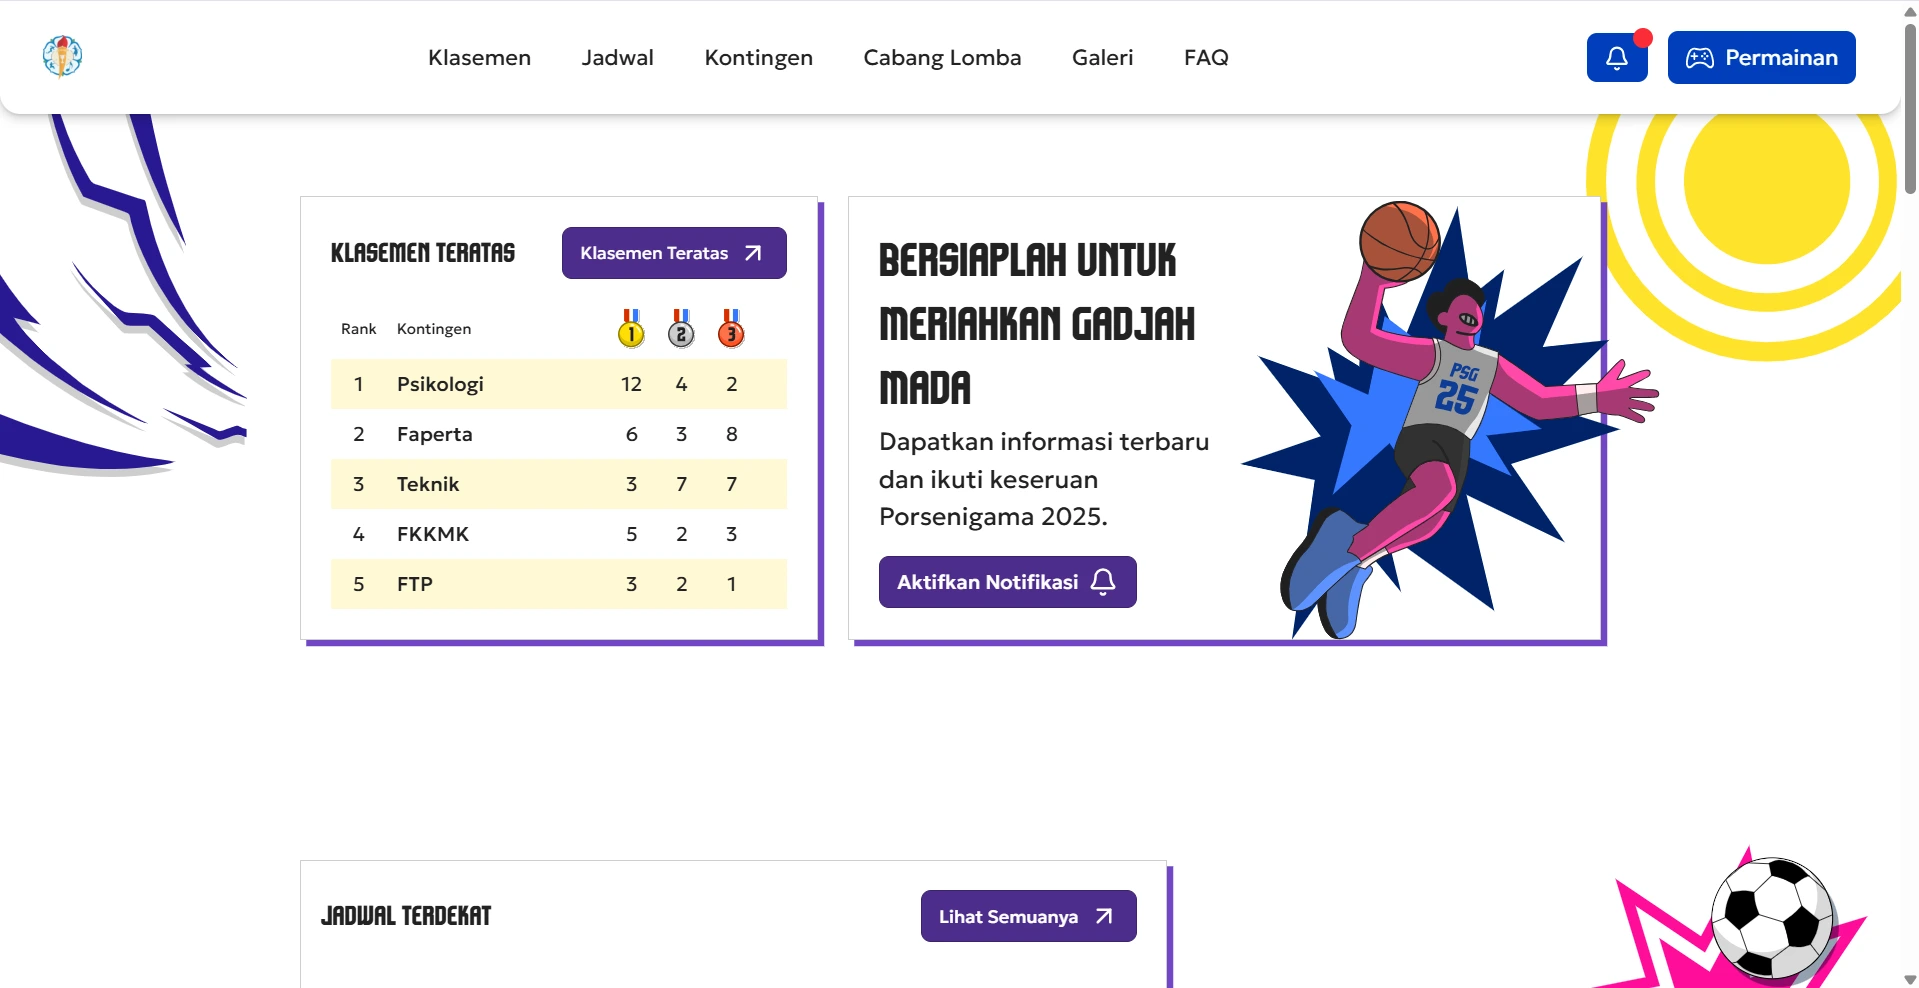 Klasemen Jadwal Kontingen Cabang Lomba Galeri FAQ Permainan
KLASEMEN TERATAS Klasemen Teratas
Rank Kontingen 1 2 3
1 Psikologi 12 4 2
2 Faperta 6 3 8
3 Teknik 3 7 7
4 FKKMK 5 2 3
5 FTP 3 2 1
BERSIAPLAH UNTUK
MERIAHKAN GADJAH
MADA
Dapatkan informasi terbaru
dan ikuti keseruan
Porsenigama 2025.
Aktifkan Notifikasi
PSG
25
JADWAL TERDEKAT Lihat Semuanya